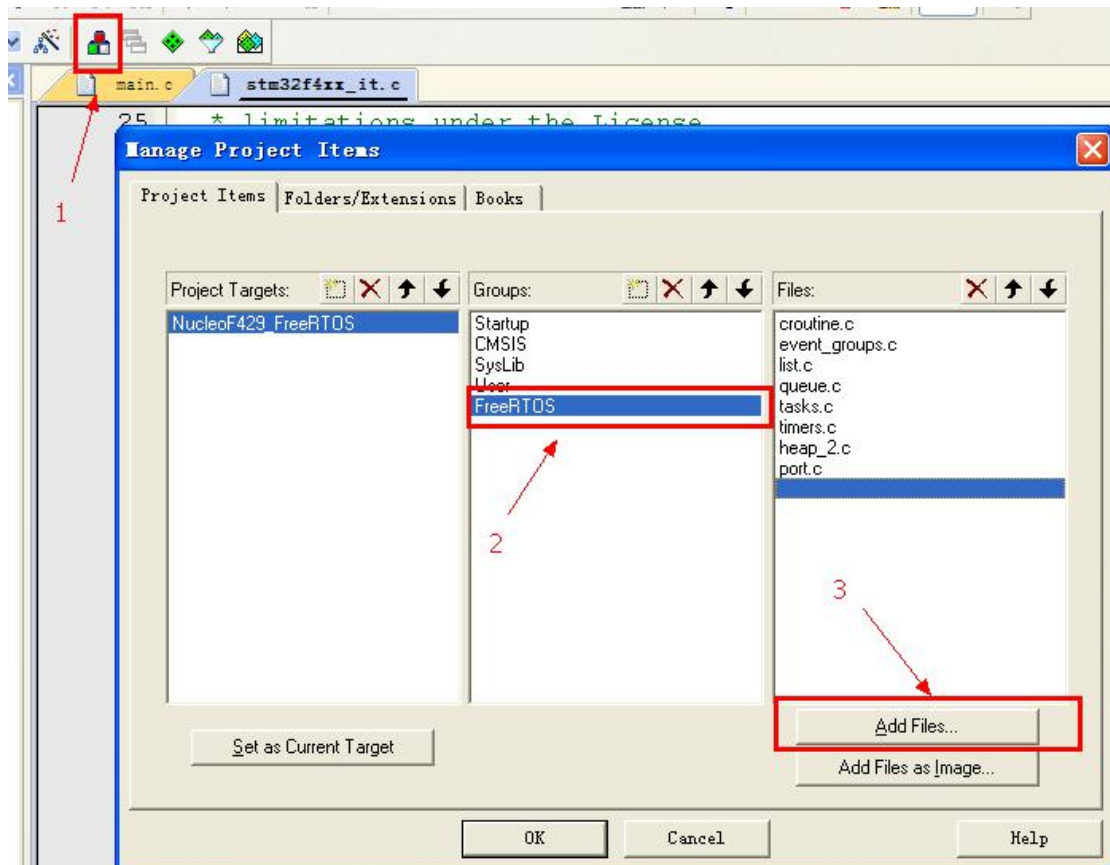 main.c
stm32f4xx_it.c
25 * limitations under the License
1
Manage Project Items
Project Items
Folders/Extensions
Books
Project Targets:
NucleoF429_FreeRTOS
Set as Current Target
Groups:
Startup
CMSIS
SysLib
User
FreeRTOS
2
Files:
croutine.c
event_groups.c
list.c
queue.c
tasks.c
timers.c
heap_2.c
port.c
3
Add Files...
Add Files as Image...
OK
Cancel
Help